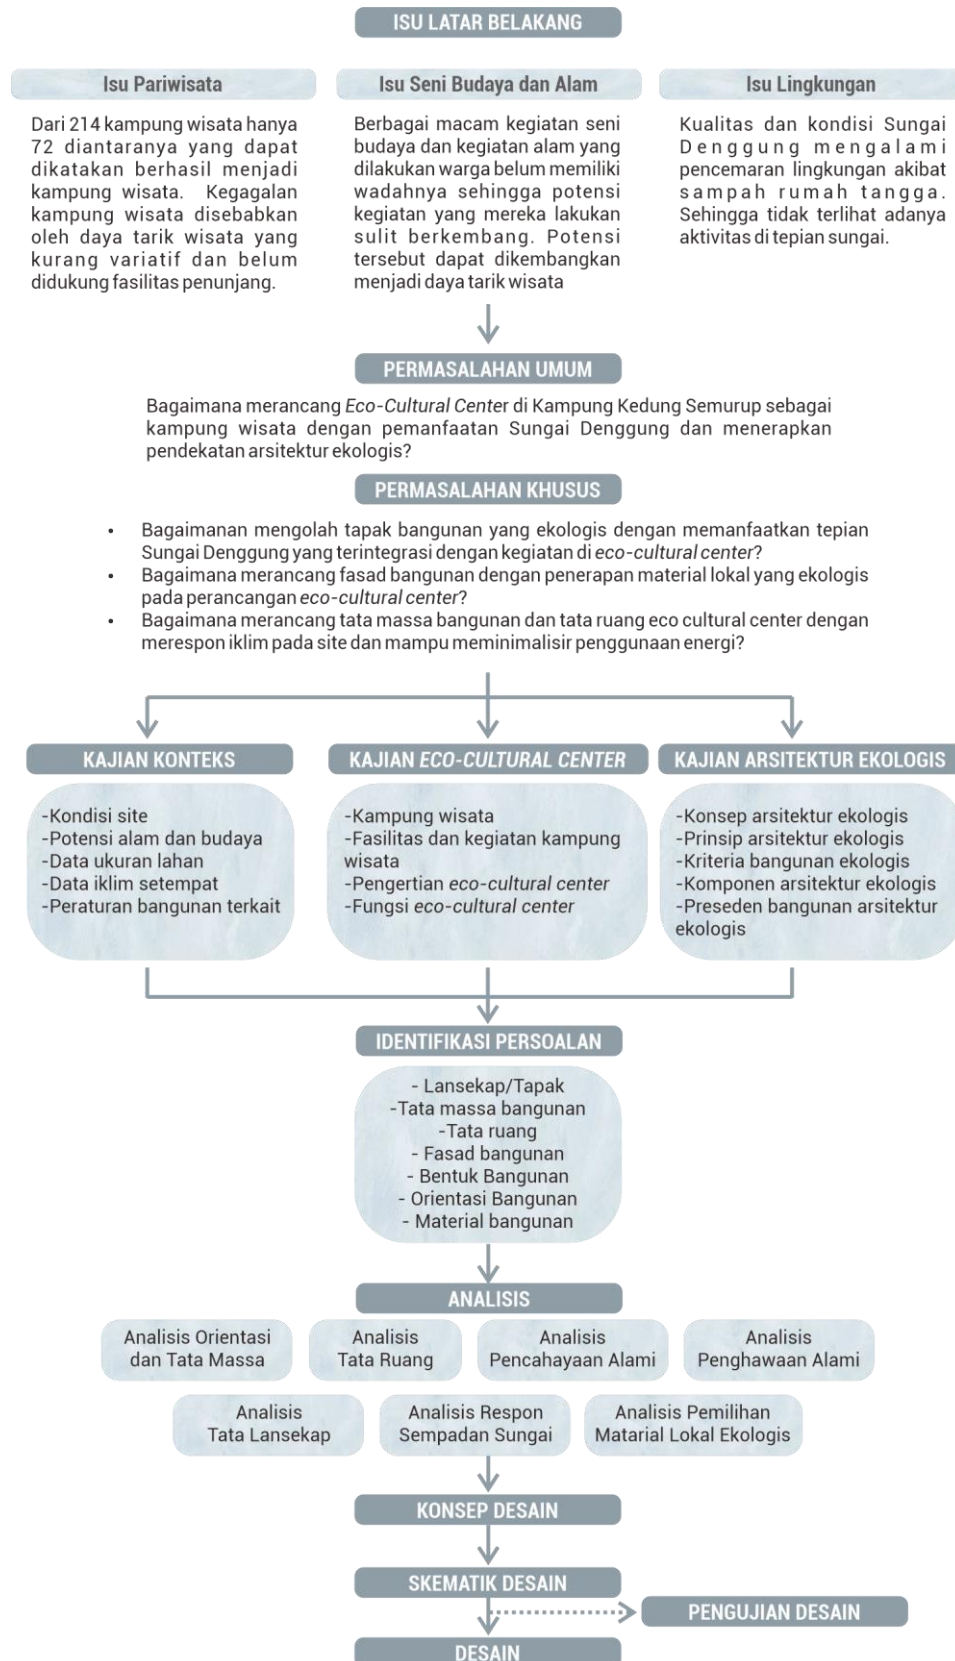 ISU LATAR BELAKANG
Isu Pariwisata
Dari 214 kampung wisata hanya
72 diantaranya yang dapat
dikatakan berhasil menjadi
kampung wisata. Kegagalan
kampung wisata disebabkan
oleh daya tarik wisata yang
kurang variatif dan belum
didukung fasilitas penunjang.
Isu Seni Budaya dan Alam
Berbagai macam kegiatan seni
budaya dan kegiatan alam yang
dilakukan warga belum memiliki
wadahnya sehingga potensi
kegiatan yang mereka lakukan
sulit berkembang. Potensi
tersebut dapat dikembangkan
menjadi daya tarik wisata
Isu Lingkungan
Kualitas dan kondisi Sungai
Denggung mengalami
pencemaran lingkungan akibat
sampah rumah tangga.
Sehingga tidak terlihat adanya
aktivitas di tepian sungai.
PERMASALAHAN UMUM
Bagaimana merancang Eco-Cultural Center di Kampung Kedung Semurup sebagai
kampung wisata dengan pemanfaatan Sungai Denggung dan menerapkan
pendekatan arsitektur ekologis?
PERMASALAHAN KHUSUS
• Bagaimanan mengolah tapak bangunan yang ekologis dengan memanfaatkan tepian
Sungai Denggung yang terintegrasi dengan kegiatan di eco-cultural center?
• Bagaimana merancang fasad bangunan dengan penerapan material lokal yang ekologis
pada perancangan eco-cultural center?
• Bagaimana merancang tata massa bangunan dan tata ruang eco cultural center dengan
merespon iklim pada site dan mampu meminimalisir penggunaan energi?
KAJIAN KONTEKS
-Kondisi site
-Potensi alam dan budaya
-Data ukuran lahan
-Data iklim setempat
-Peraturan bangunan terkait
KAJIAN ECO-CULTURAL CENTER
-Kampung wisata
-Fasilitas dan kegiatan kampung
wisata
-Pengertian eco-cultural center
-Fungsi eco-cultural center
KAJIAN ARSITEKTUR EKOLOGIS
-Konsep arsitektur ekologis
-Prinsip arsitektur ekologis
-Kriteria bangunan ekologis
-Komponen arsitektur ekologis
-Preseden bangunan arsitektur
ekologis
IDENTIFIKASI PERSOALAN
- Lansekap/Tapak
-Tata massa bangunan
-Tata ruang
- Fasad bangunan
- Bentuk Bangunan
- Orientasi Bangunan
- Material bangunan
ANALISIS
Analisis Orientasi
dan Tata Massa
Analisis
Tata Ruang
Analisis
Pencahayaan Alami
Analisis
Penghawaan Alami
Analisis
Tata Lansekap
Analisis Respon
Sempadan Sungai
Analisis Pemilihan
Matarial Lokal Ekologis
KONSEP DESAIN
SKEMATIK DESAIN
PENGUJIAN DESAIN
DESAIN